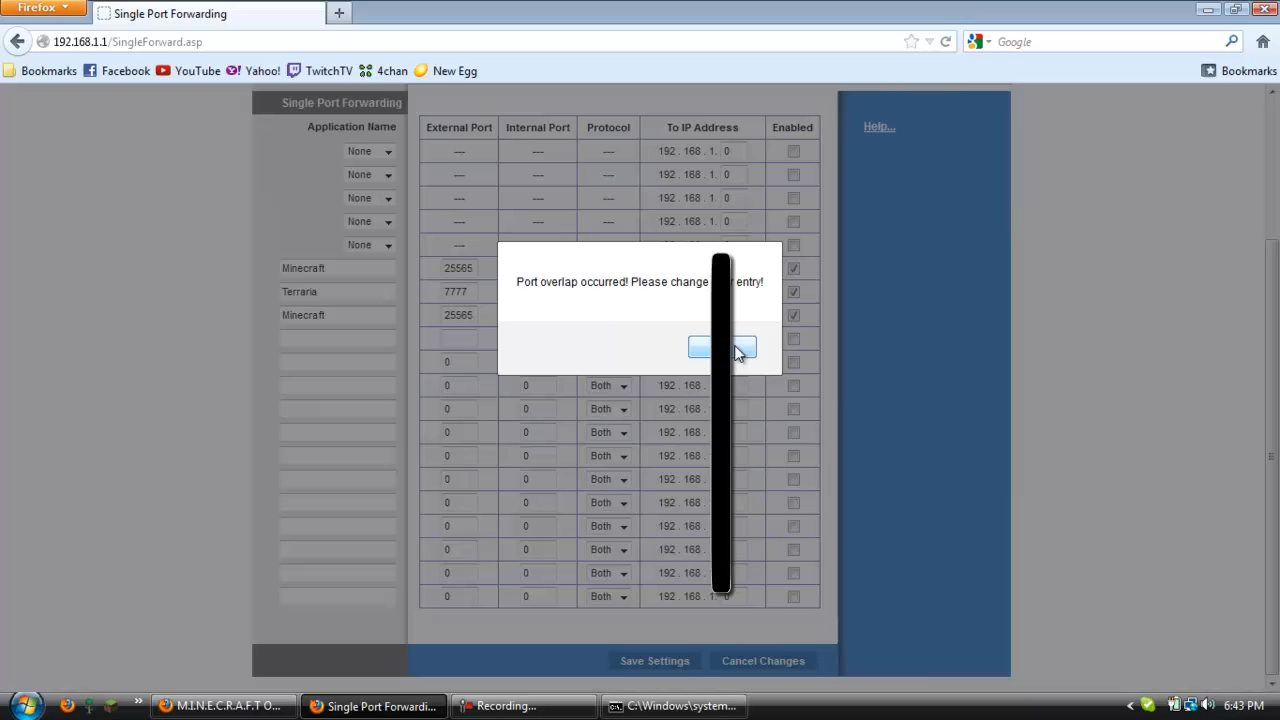 Firefox
Single Port Forwarding
192.168.1.1/SingleForward.asp
Google
Bookmarks Facebook YouTube Yahoo! TwitchTV 4chan New Egg Bookmarks
Single Port Forwarding
Application Name External Port Internal Port Protocol To IP Address Enabled
Help...
None --- --- --- 192 . 168 . 1. 0
None --- --- --- 192 . 168 . 1. 0
None --- --- --- 192 . 168 . 1. 0
None --- --- --- 192 . 168 . 1. 0
None ---
Minecraft 25565
Terraria 7777
Minecraft 25565
Port overlap occurred! Please change entry!
0
0 0 Both 192 . 168 .
0 0 Both 192 . 168 .
0 0 Both 192 . 168 .
0 0 Both 192 . 168 .
0 0 Both 192 . 168 .
0 0 Both 192 . 168 .
0 0 Both 192 . 168 .
0 0 Both 192 . 168 .
0 0 Both 192 . 168 .
0 0 Both 192 . 168 . 1. 0
Save Settings Cancel Changes
M.I.N.E.C.R.A.F.T O... Single Port Forwardi... Recording... C:\Windows\system... 6:43 PM